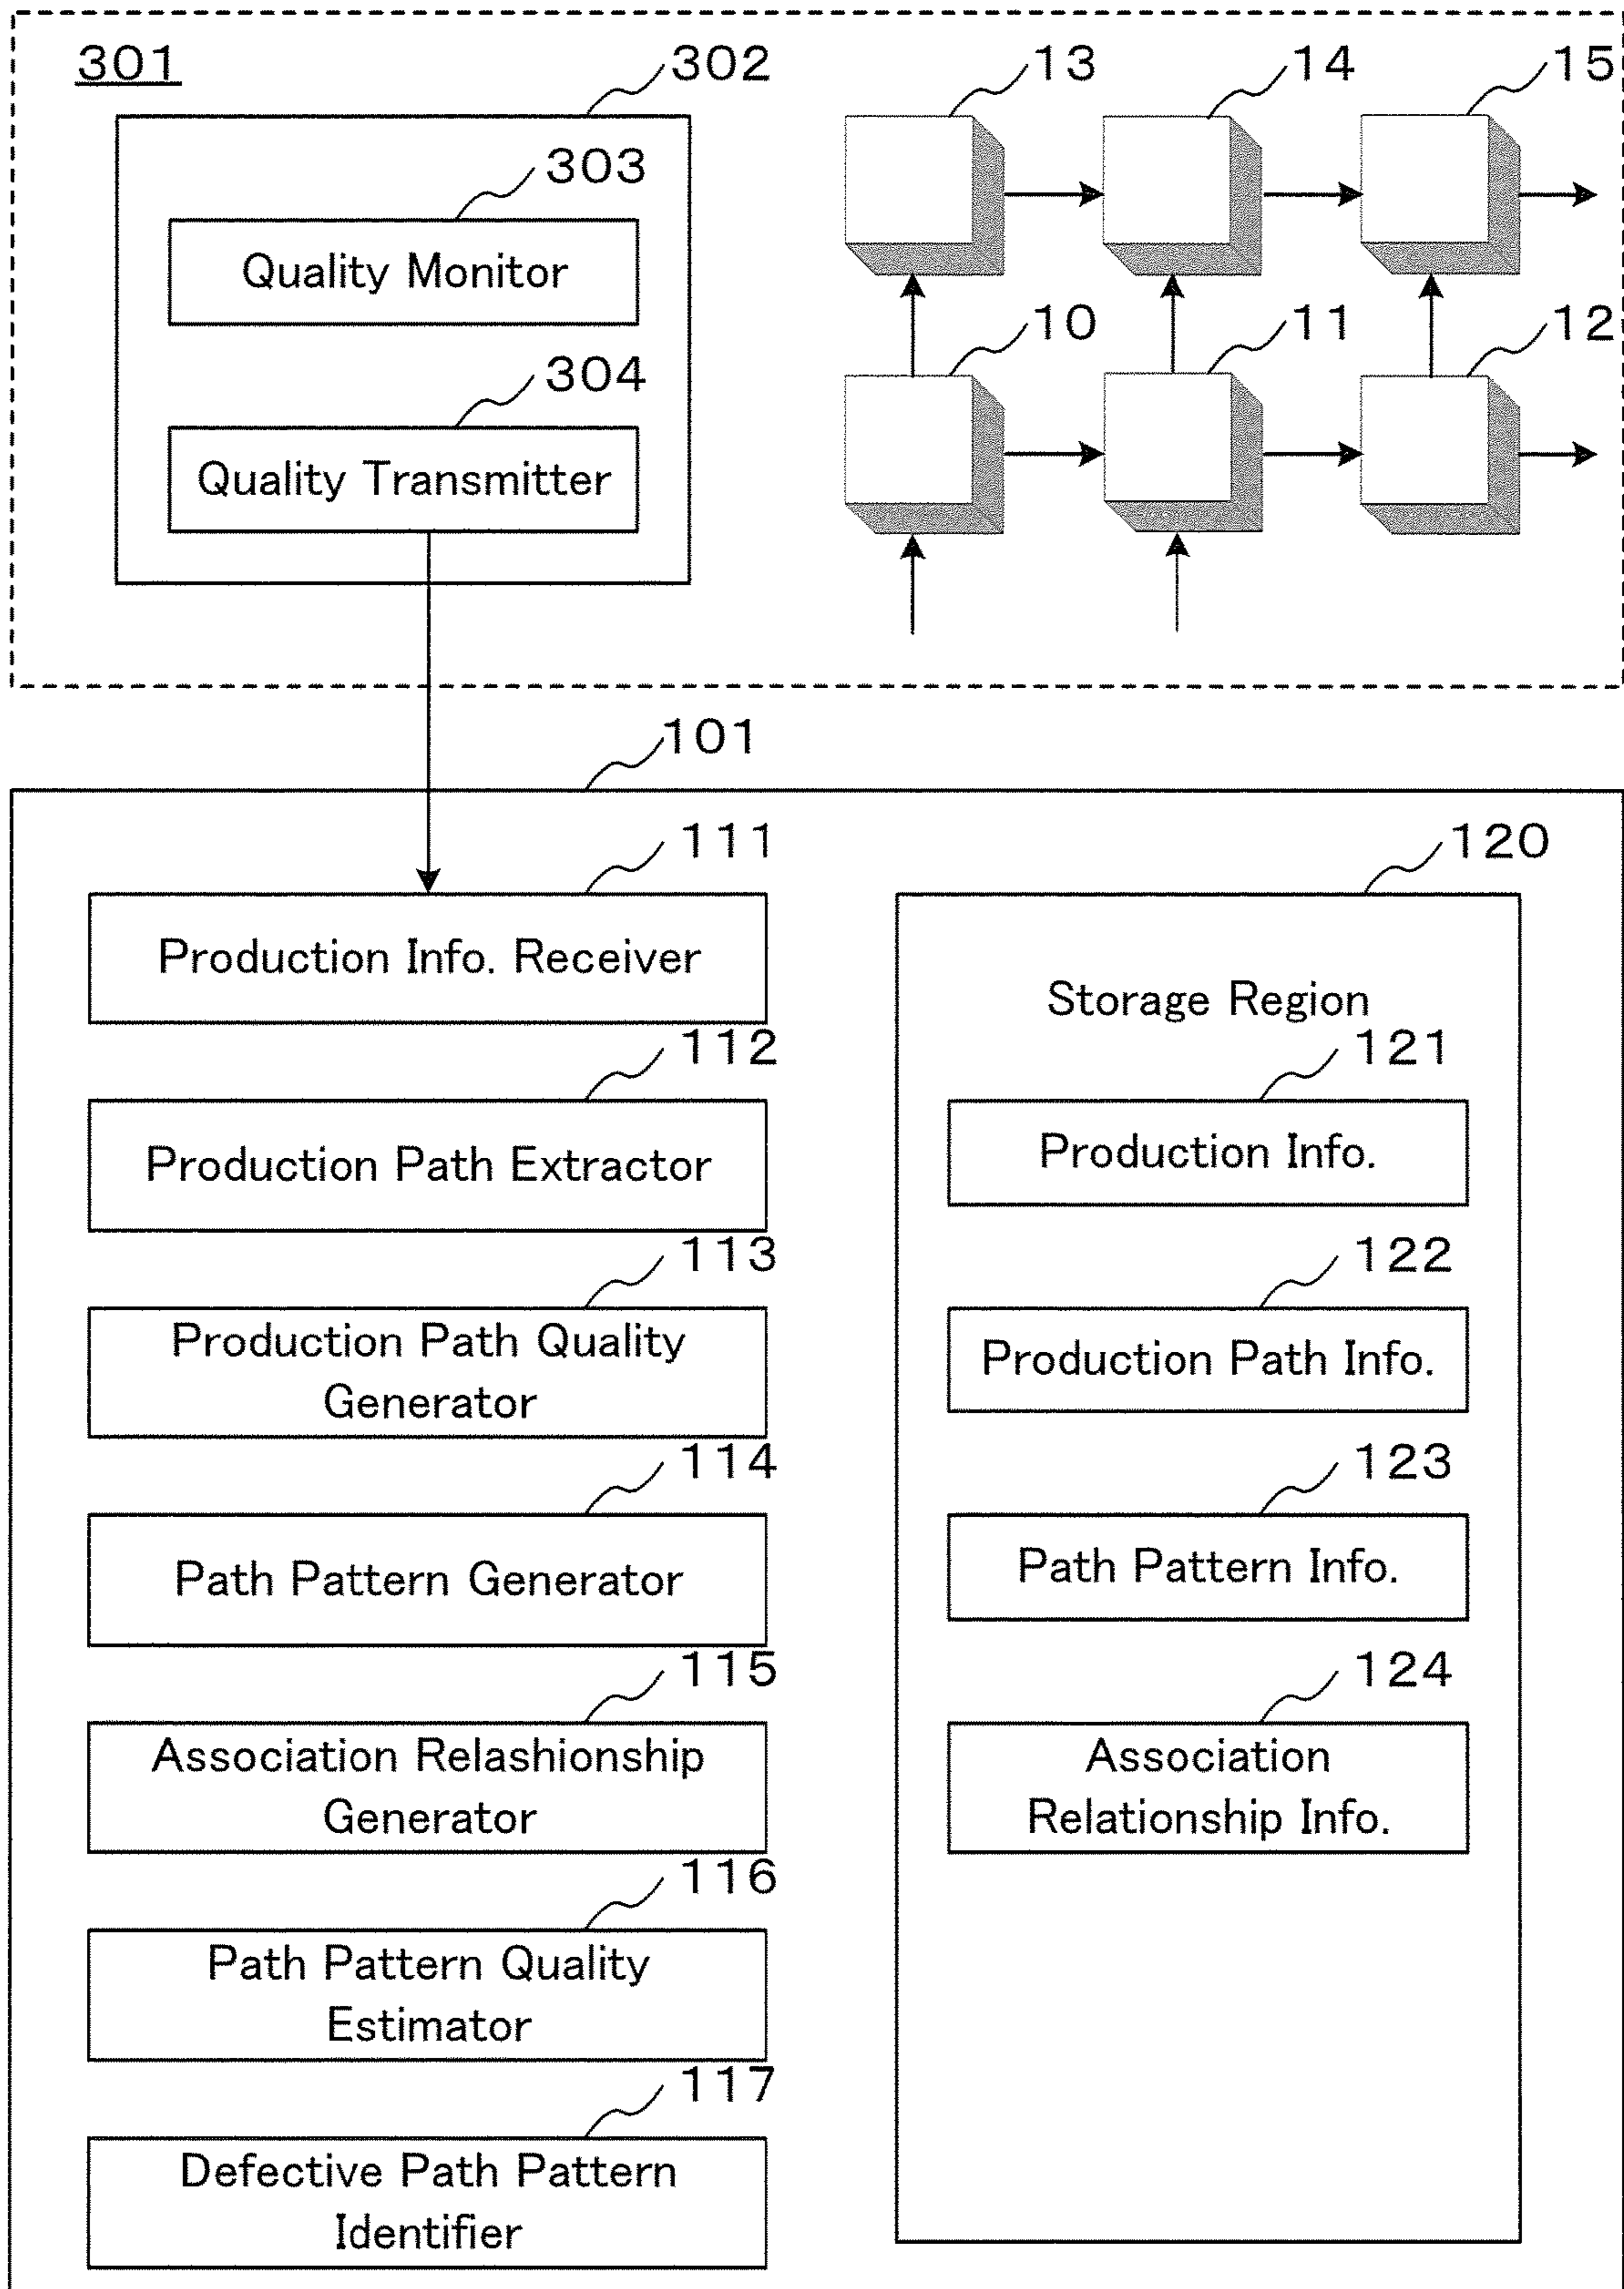 301
302
303
Quality Monitor
304
Quality Transmitter
13
14
15
10
11
12
101
111
Production Info. Receiver
112
Production Path Extractor
113
Production Path Quality
Generator
114
Path Pattern Generator
115
Association Relashionship
Generator
116
Path Pattern Quality
Estimator
117
Defective Path Pattern
Identifier
120
Storage Region
121
Production Info.
122
Production Path Info.
123
Path Pattern Info.
124
Association
Relationship Info.